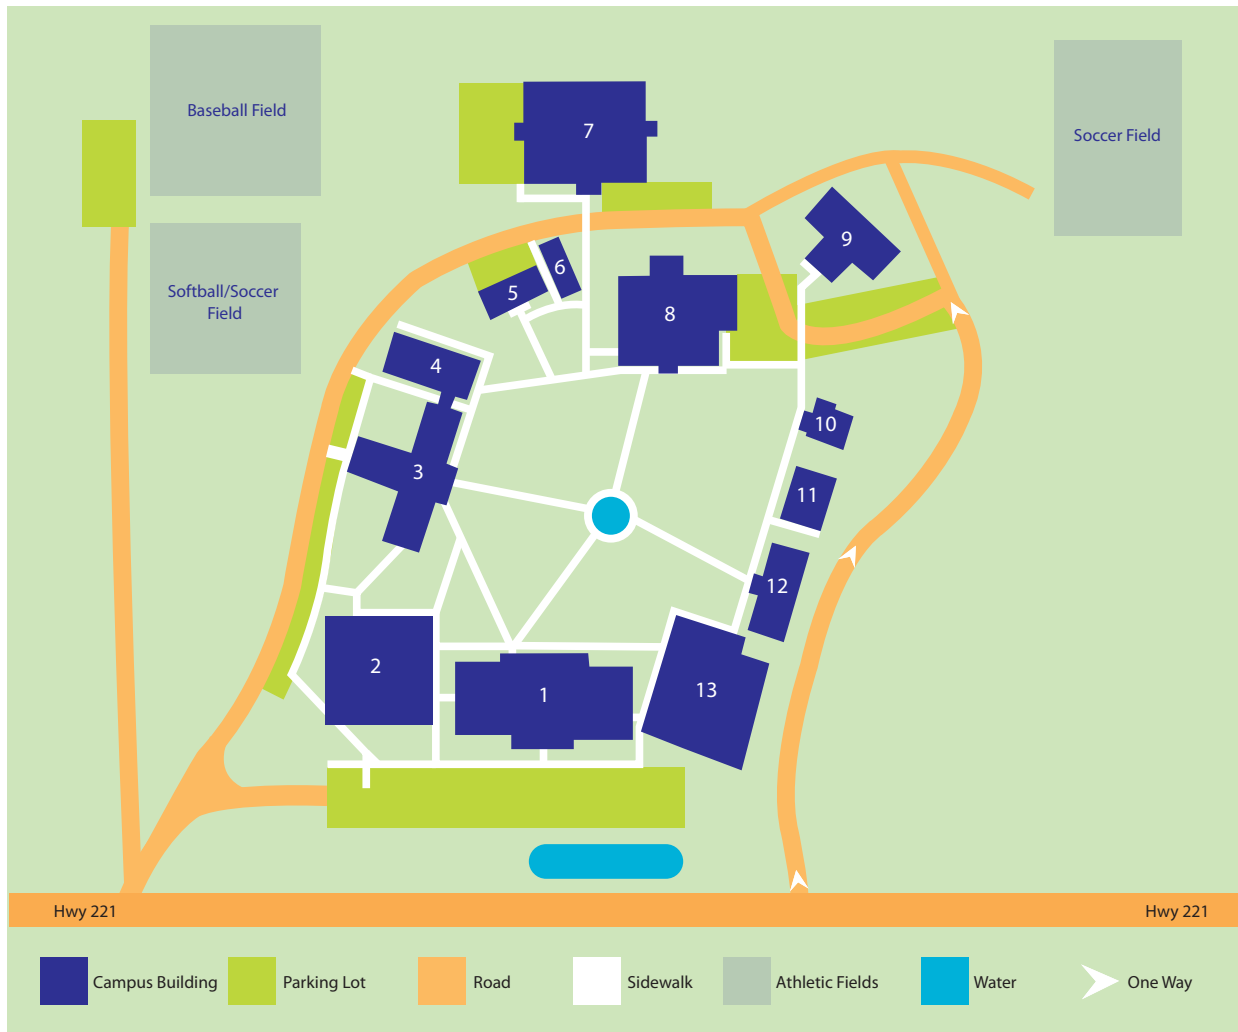 Baseball Field
Soccer Field
7
9
Softball/Soccer
Field
6
5
8
4
10
3
11
12
2
1
13
Hwy 221
Hwy 221
Campus Building
Parking Lot
Road
Sidewalk
Athletic Fields
Water
One Way